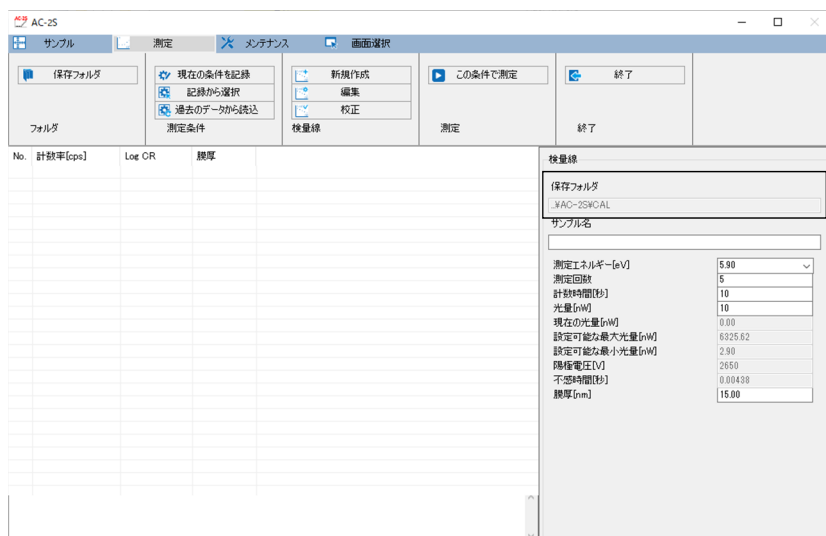 AC-2S AC-2S
サンプル 測定 メンテナンス 画面選択
保存フォルダ 現在の条件を記録 新規作成 この条件で測定 終了
記録から選択 編集
過去のデータから読込 校正
フォルダ 測定条件 検量線 測定 終了
No. 計数率[cps] Log CR 膜厚
検量線
保存フォルダ
..¥AC-2S¥CAL
サンプル名
測定エネルギー[eV] 5.90
測定回数 5
計数時間[秒] 10
光量[nW] 10
現在の光量[nW] 0.00
設定可能な最大光量[nW] 6325.62
設定可能な最小光量[nW] 2.90
陽極電圧[V] 2650
不感時間[秒] 0.00438
膜厚[nm] 15.00